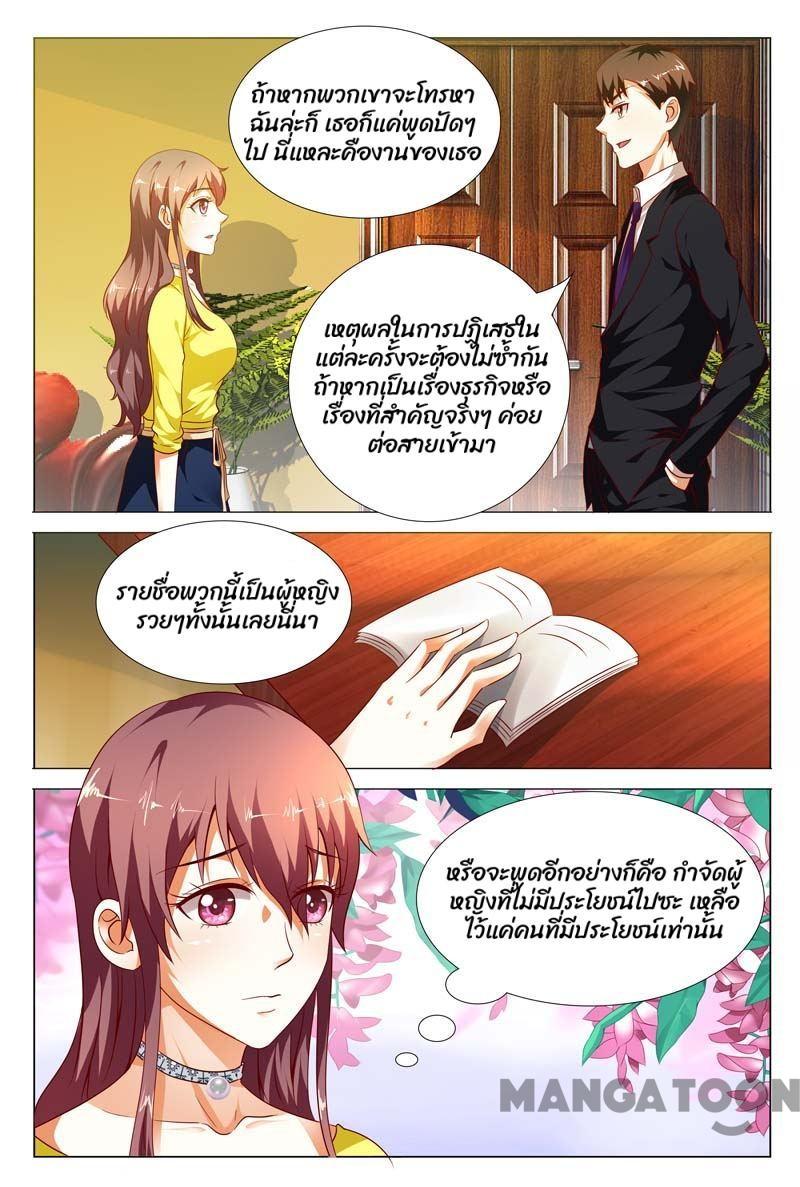 ถ้าหากพวกเขาจะโทรหา
ฉันล่ะก็ เธอก็แค่พูดปัดๆ
ไป นี่แหละคืองานของเธอ
เหตุผลในการปฏิเสธใน
แต่ละครั้งจะต้องไม่ซ้ำกัน
ถ้าหากเป็นเรื่องธุรกิจหรือ
เรื่องที่สำคัญจริงๆ ค่อย
ต่อสายเข้ามา
รายชื่อพวกนี้เป็นผู้หญิง
รวยๆทั้งนั้นเลยนี่นา
หรือจะพูดอีกอย่างก็คือ กำจัดผู้
หญิงที่ไม่มีประโยชน์ไปซะ เหลือ
ไว้แค่คนที่มีประโยชน์เท่านั้น
MANGATOON